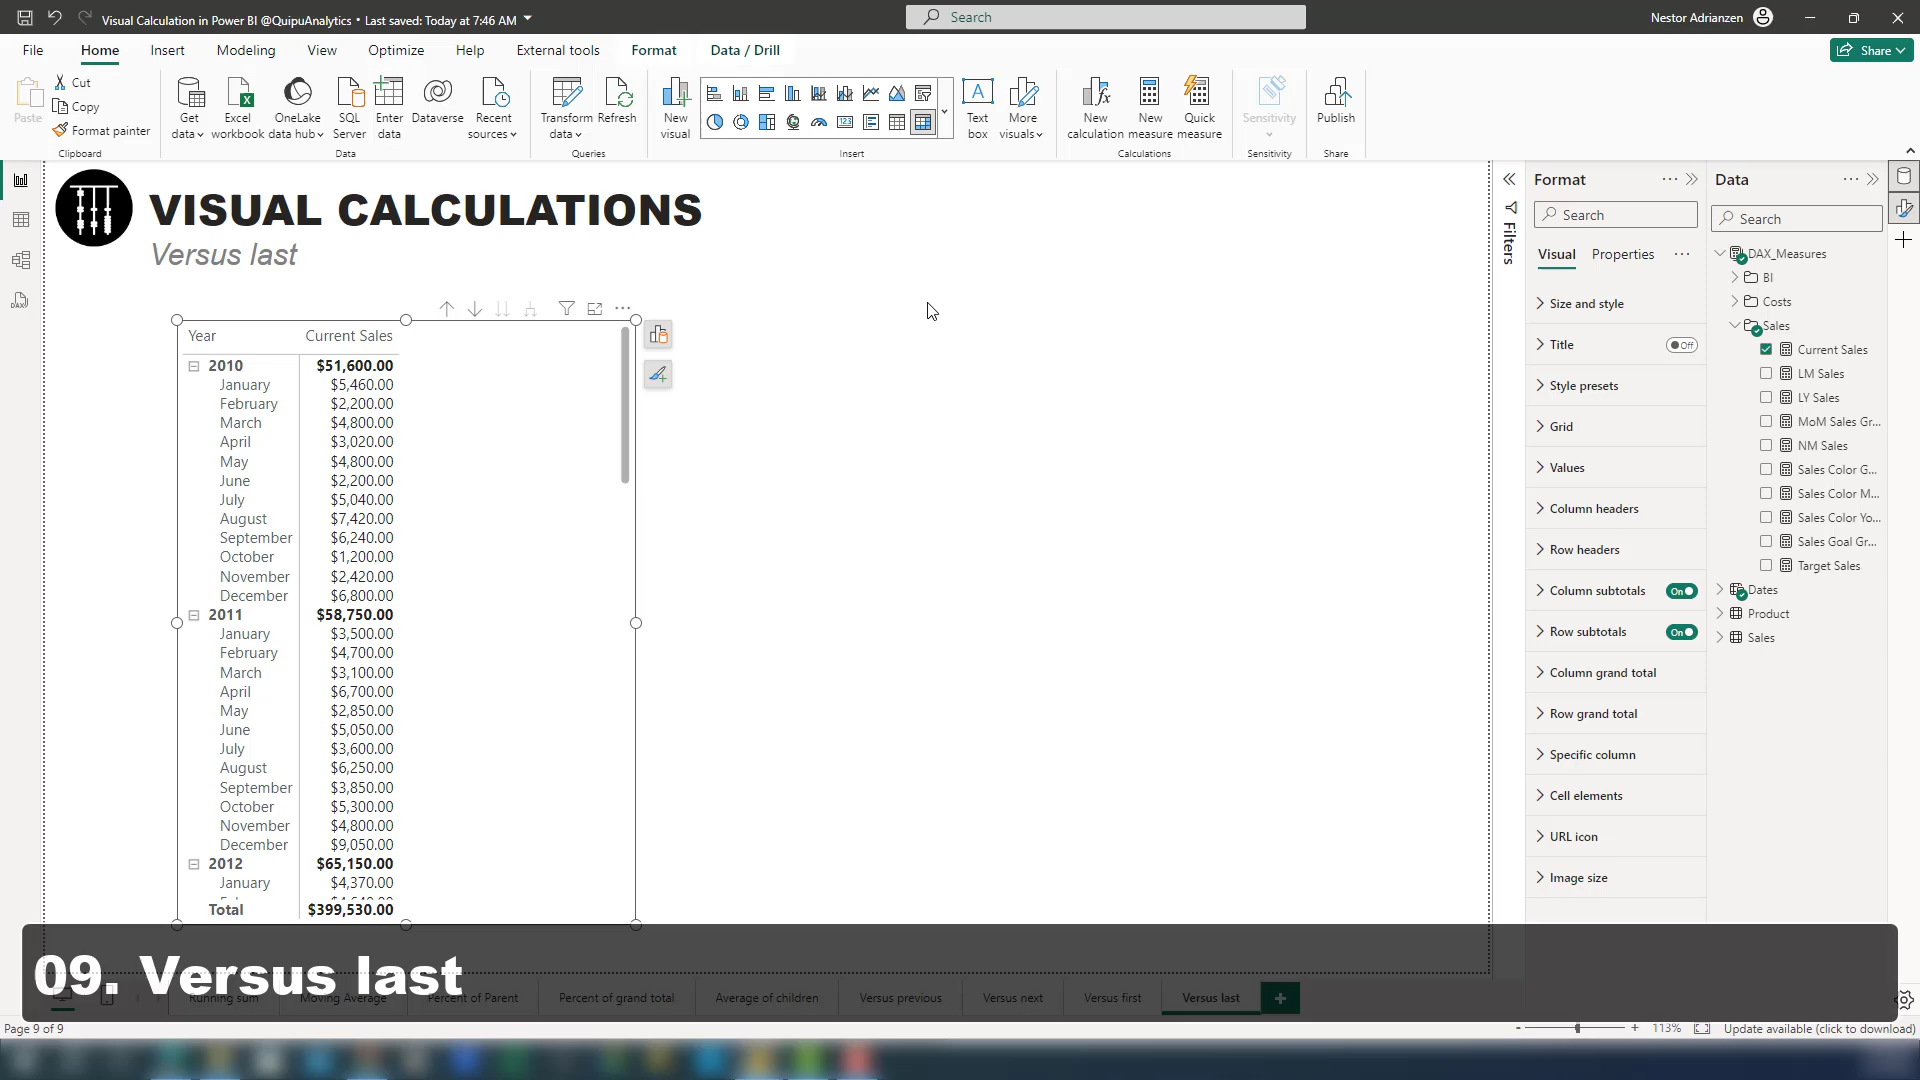 Visual Calculation in Power BI @QuipuAnalytics • Last saved: Today at 7:46 AM
Search
Nestor Adrianzen
File
Home
Insert
Modeling
View
Optimize
Help
External tools
Format
Data / Drill
Share
Paste
Cut
Copy
Format painter
Clipboard
Get data
Excel workbook
OneLake data hub
SQL Server
Enter data
Dataverse
Recent sources
Data
Transform data
Refresh
Queries
New visual
Insert
Text box
More visuals
New calculation
New measure
Quick measure
Calculations
Sensitivity
Sensitivity
Publish
Share
VISUAL CALCULATIONS
Versus last
Year Current Sales
2010 $51,600.00
January $5,460.00
February $2,200.00
March $4,800.00
April $3,020.00
May $4,800.00
June $2,200.00
July $5,040.00
August $7,420.00
September $6,240.00
October $1,200.00
November $2,420.00
December $6,800.00
2011 $58,750.00
January $3,500.00
February $4,700.00
March $3,100.00
April $6,700.00
May $2,850.00
June $5,050.00
July $3,600.00
August $6,250.00
September $3,850.00
October $5,300.00
November $4,800.00
December $9,050.00
2012 $65,150.00
January $4,370.00
Total $399,530.00
Filters
Format
Search
Visual
Properties
Size and style
Title Off
Style presets
Grid
Values
Column headers
Row headers
Column subtotals On
Row subtotals On
Column grand total
Row grand total
Specific column
Cell elements
URL icon
Image size
Data
Search
DAX_Measures
BI
Costs
Sales
Current Sales
LM Sales
LY Sales
MoM Sales Gr...
NM Sales
Sales Color G...
Sales Color M...
Sales Color Yo...
Sales Goal Gr...
Target Sales
Dates
Product
Sales
09. Versus last
Running sum
Moving Average
Percent of Parent
Percent of grand total
Average of children
Versus previous
Versus next
Versus first
Versus last
Page 9 of 9
113%
Update available (click to download)